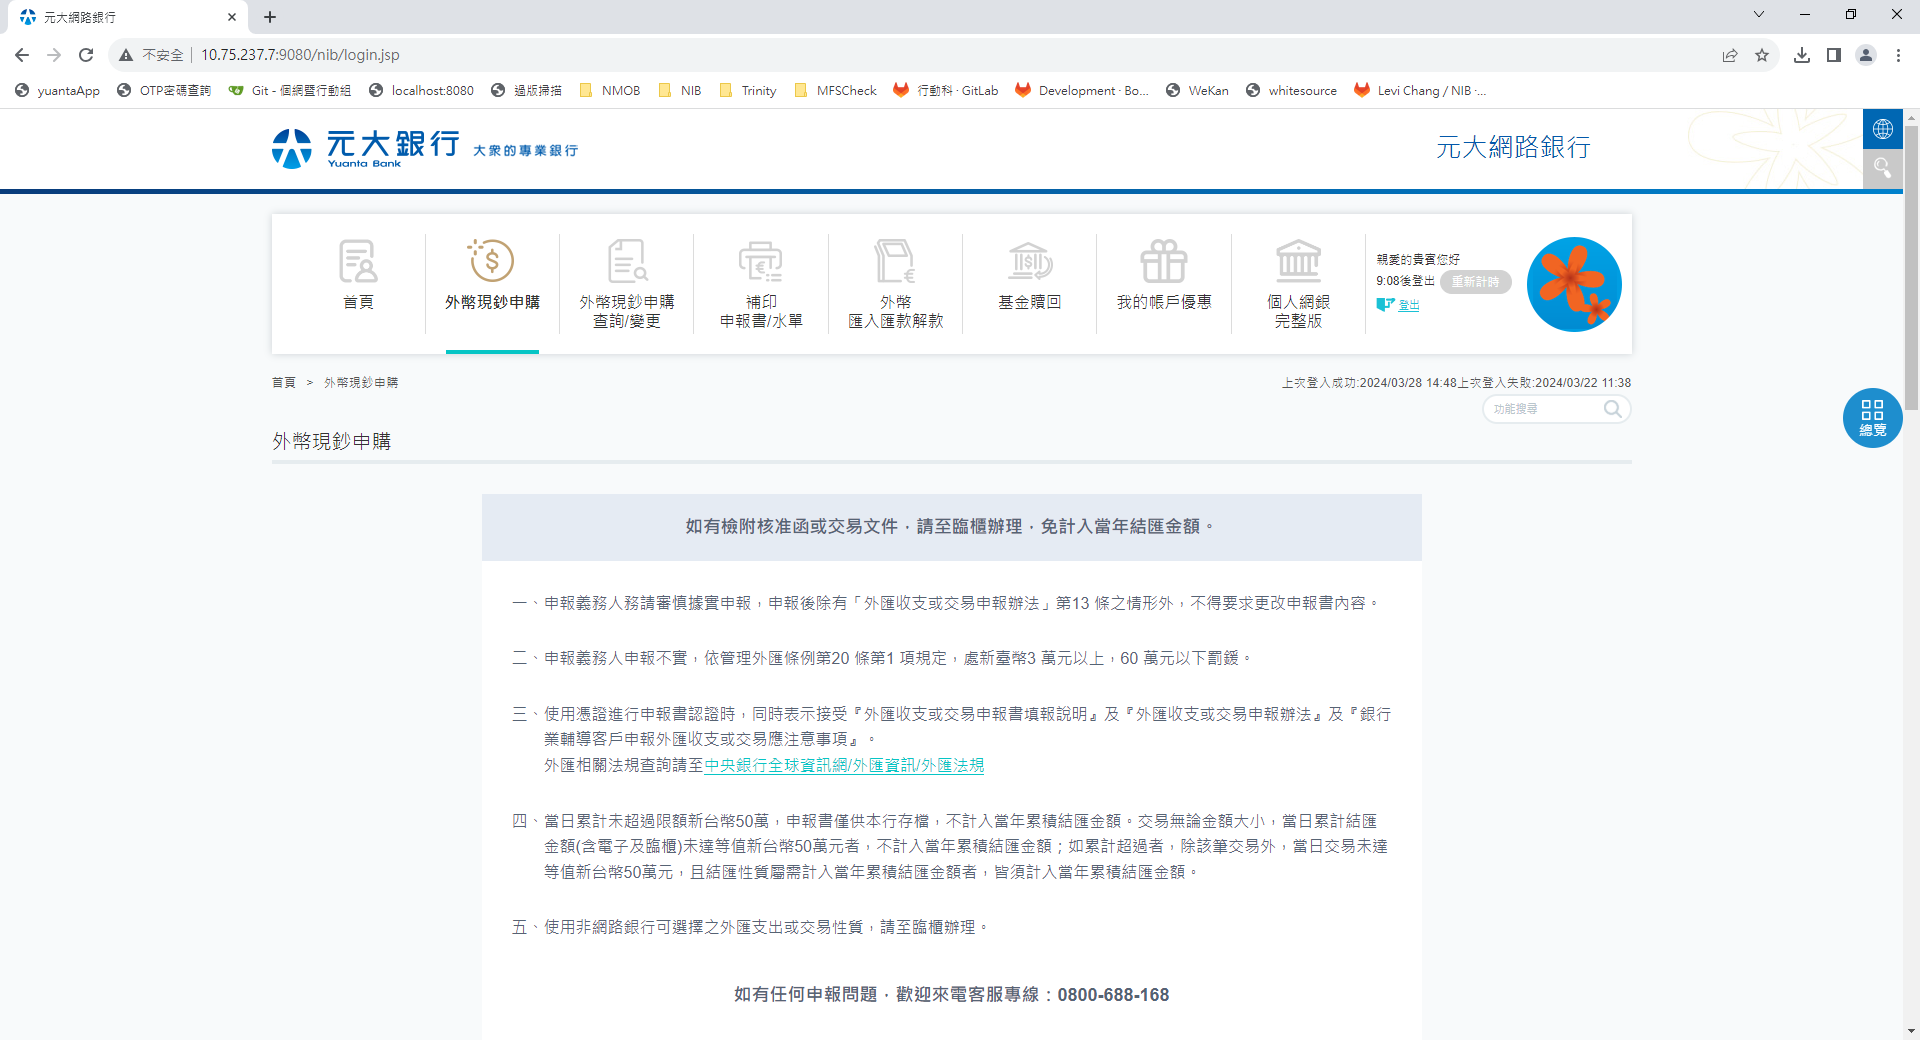 元大網路銀行
不安全 10.75.237.7:9080/nib/login.jsp
yuantaApp OTP密碼查詢 Git - 個網暨行動組 localhost:8080 過版掃描 NMOB NIB Trinity MFSCheck 行動科 · GitLab Development · Bo... WeKan whitesource Levi Chang / NIB ·...
元大銀行 Yuanta Bank 大眾的專業銀行
元大網路銀行
首頁
外幣現鈔申購
外幣現鈔申購
查詢/變更
補印
申報書/水單
外幣
匯入匯款解款
基金贖回
我的帳戶優惠
個人網銀
完整版
親愛的貴賓您好
9:08後登出 重新計時
登出
首頁 > 外幣現鈔申購
上次登入成功:2024/03/28 14:48上次登入失敗:2024/03/22 11:38
功能搜尋
總覽
外幣現鈔申購
如有檢附核准函或交易文件，請至臨櫃辦理，免計入當年結匯金額。
一、申報義務人務請審慎據實申報，申報後除有「外匯收支或交易申報辦法」第13 條之情形外，不得要求更改申報書內容。
二、申報義務人申報不實，依管理外匯條例第20 條第1 項規定，處新臺幣3 萬元以上，60 萬元以下罰鍰。
三、使用憑證進行申報書認證時，同時表示接受『外匯收支或交易申報書填報說明』及『外匯收支或交易申報辦法』及『銀行
業輔導客戶申報外匯收支或交易應注意事項』。
外匯相關法規查詢請至中央銀行全球資訊網/外匯資訊/外匯法規
四、當日累計未超過限額新台幣50萬，申報書僅供本行存檔，不計入當年累積結匯金額。交易無論金額大小，當日累計結匯
金額(含電子及臨櫃)未達等值新台幣50萬元者，不計入當年累積結匯金額；如累計超過者，除該筆交易外，當日交易未達
等值新台幣50萬元，且結匯性質屬需計入當年累積結匯金額者，皆須計入當年累積結匯金額。
五、使用非網路銀行可選擇之外匯支出或交易性質，請至臨櫃辦理。
如有任何申報問題，歡迎來電客服專線：0800-688-168